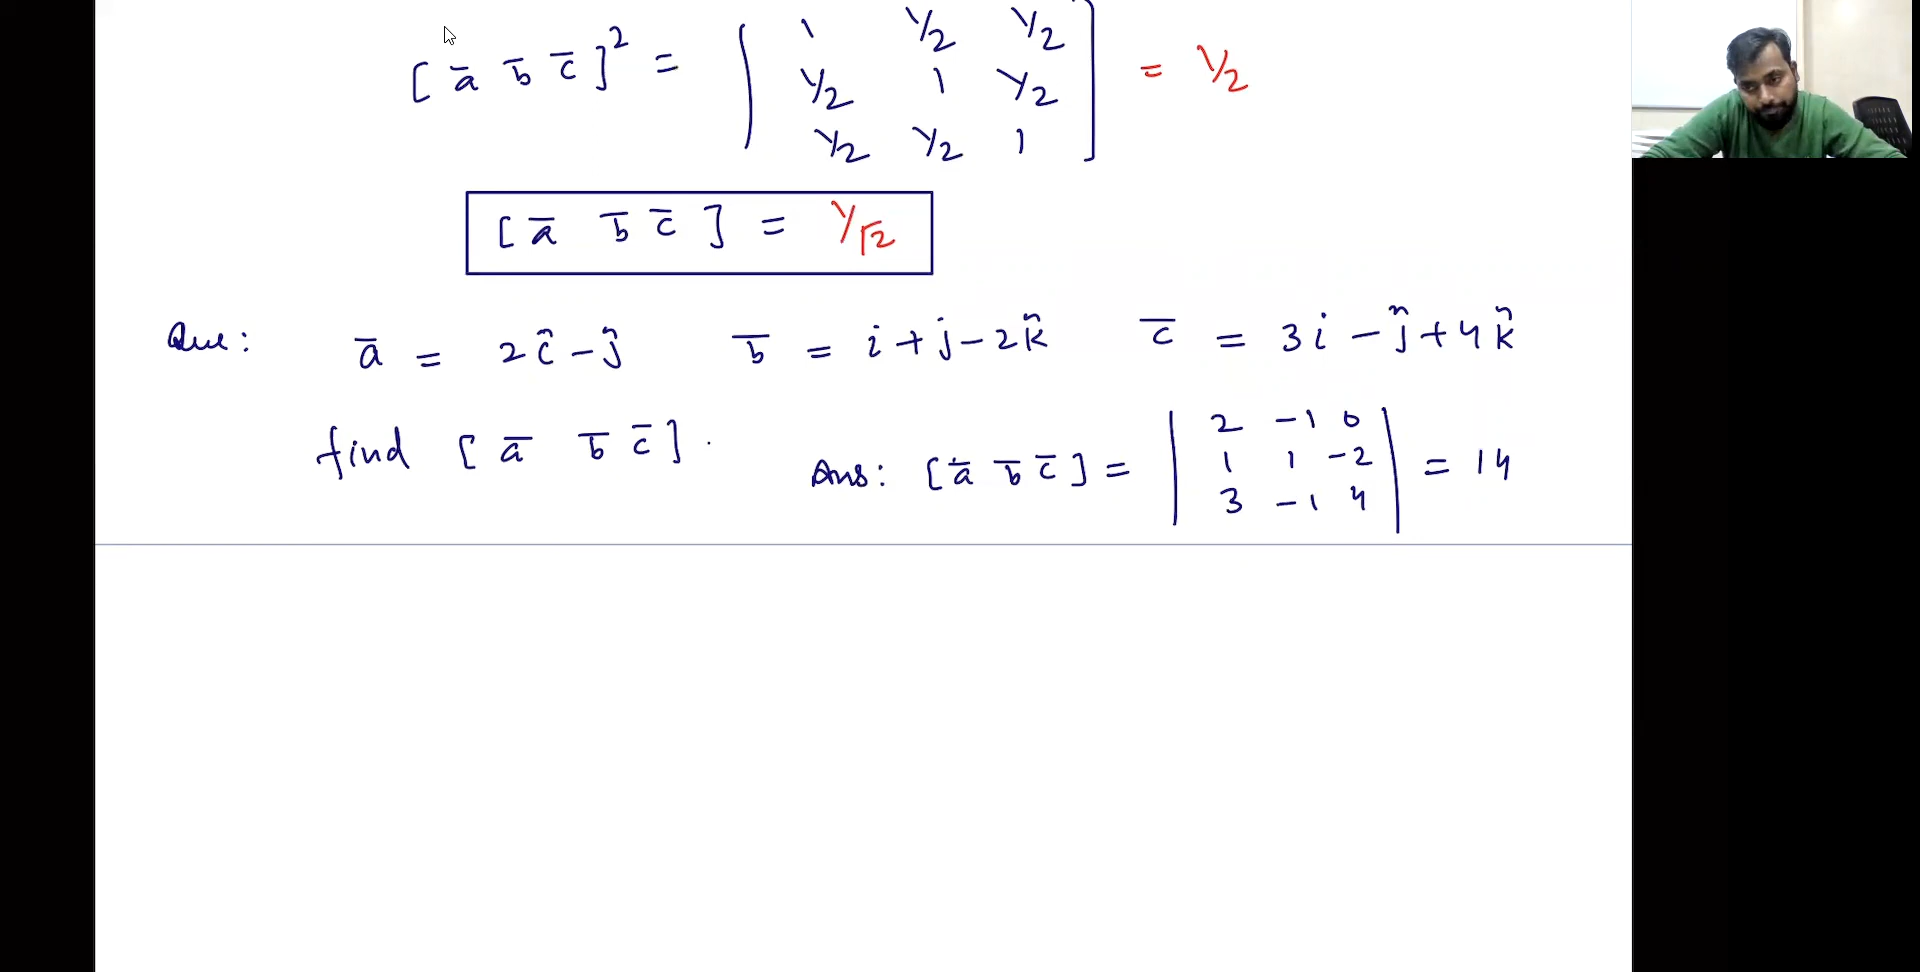 [ a̅ b̅ c̅ ]² = | 1 1/2 1/2 | = 1/2
1/2 1 1/2
1/2 1/2 1
[ a̅ b̅ c̅ ] = 1/√2
Que: a̅ = 2î - ĵ b̅ = i + j - 2k̂ c̅ = 3i - ĵ + 4k̂
find [ a̅ b̅ c̅ ] .
Ans: [ a̅ b̅ c̅ ] = | 2 -1 0 | = 14
1 1 -2
3 -1 4